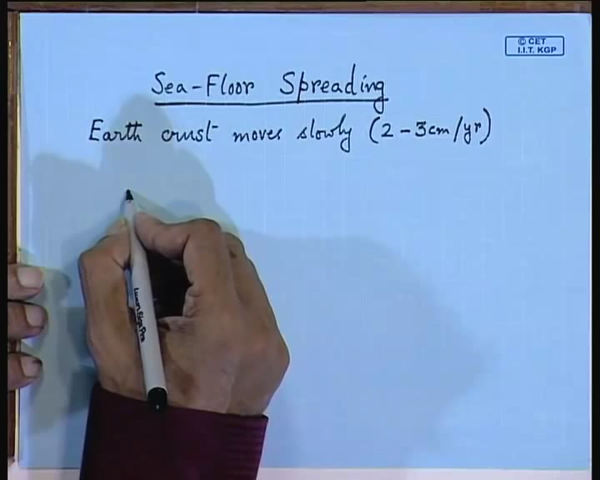 © CET
I.I.T. KGP
Sea-Floor Spreading
Earth crust moves slowly (2-3cm/yr)